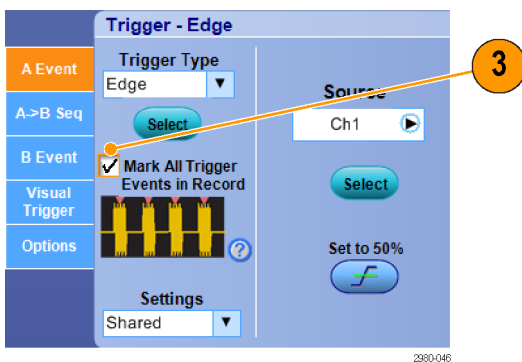 Trigger - Edge
A Event
A->B Seq
B Event
Visual
Trigger
Options
Trigger Type
Edge
Select
Mark All Trigger
Events in Record
Settings
Shared
Source
Ch1
Select
Set to 50%
3
2980-046